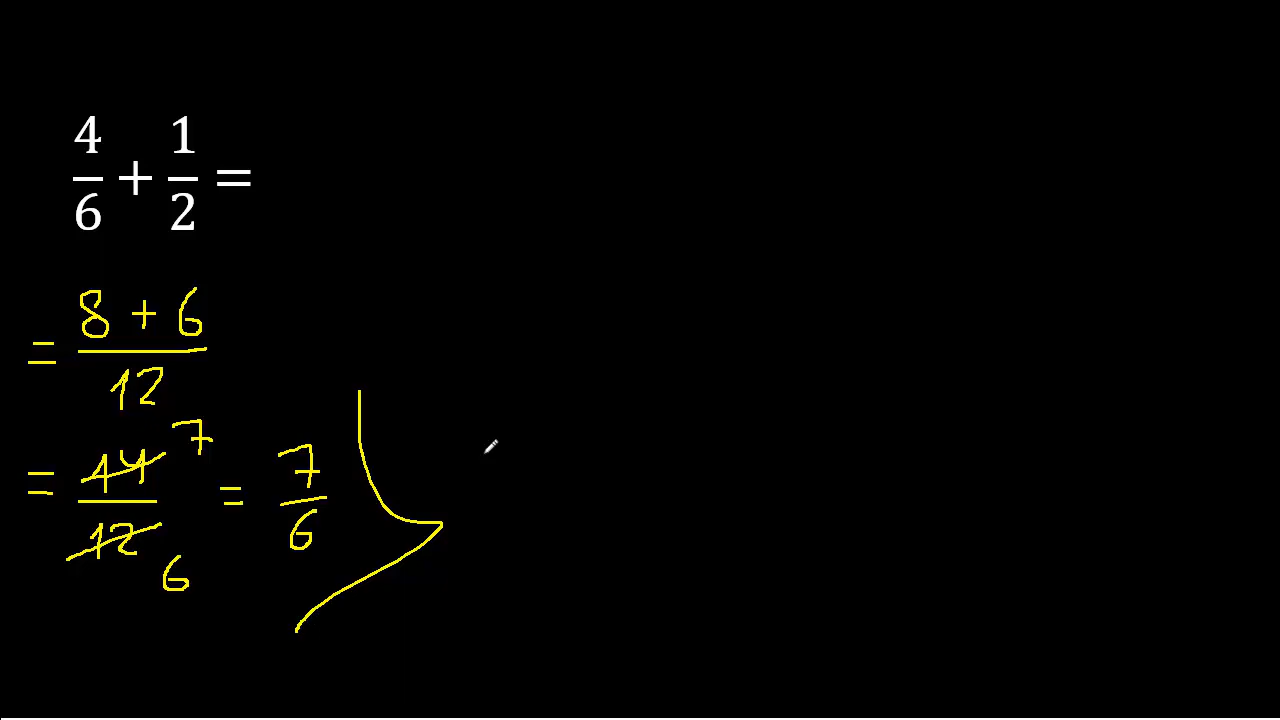 4/6 + 1/2 =
= 8 + 6 / 12
= 14/12 7 6 = 7/6